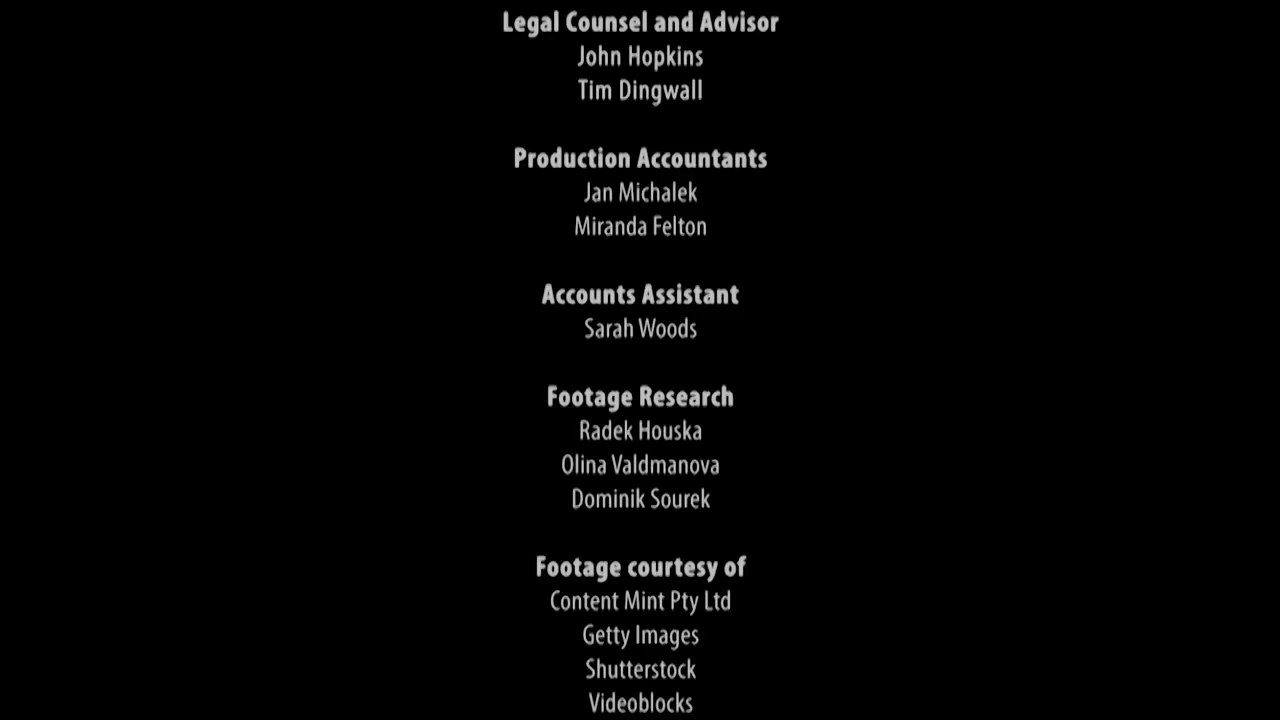 Legal Counsel and Advisor
John Hopkins
Tim Dingwall
Production Accountants
Jan Michalek
Miranda Felton
Accounts Assistant
Sarah Woods
Footage Research
Radek Houska
Olina Valdmanova
Dominik Sourek
Footage courtesy of
Content Mint Pty Ltd
Getty Images
Shutterstock
Videoblocks